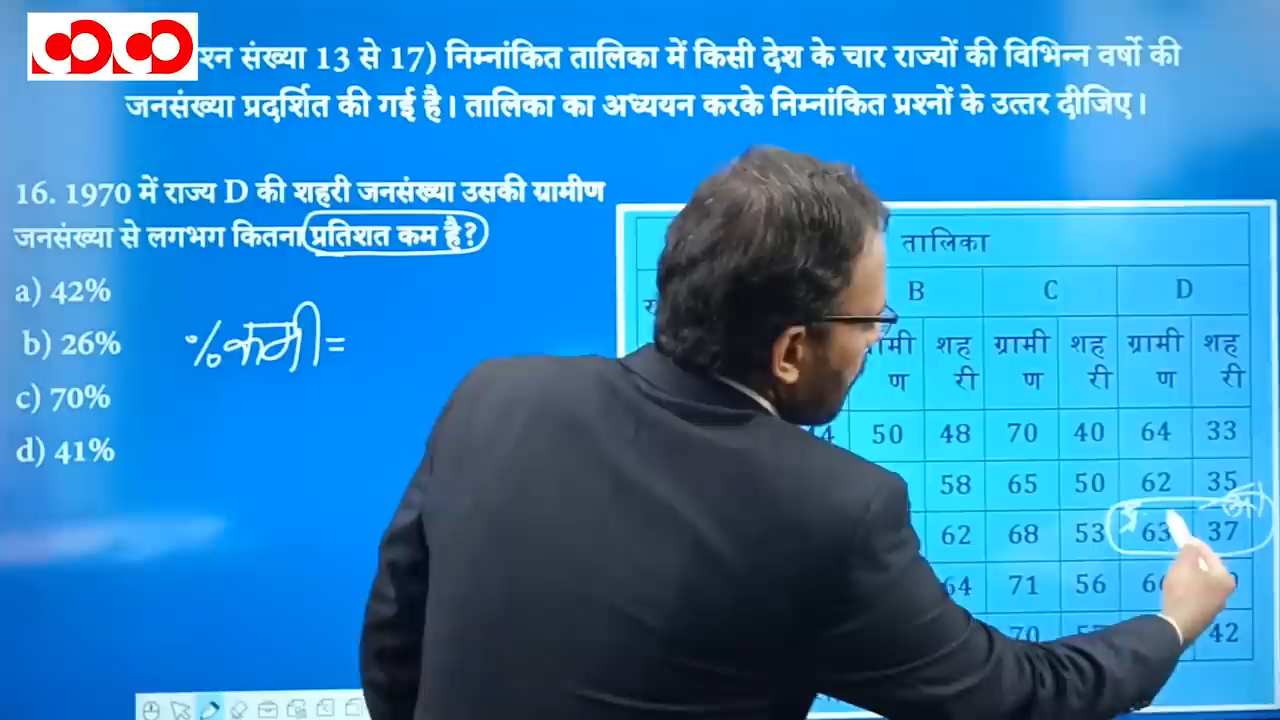 संख्या 13 से 17) निम्नांकित तालिका में किसी देश के चार राज्यों की विभिन्न वर्षो की
जनसंख्या प्रदर्शित की गई है। तालिका का अध्ययन करके निम्नांकित प्रश्नों के उत्तर दीजिए।
16. 1970 में राज्य D की शहरी जनसंख्या उसकी ग्रामीण
जनसंख्या से लगभग कितना प्रतिशत कम है?
a) 42%
b) 26%
c) 70%
d) 41%
% कमी =
तालिका
B C D
शह ग्रामी शह ग्रामी शह
री ण री ण री
50 48 70 40 64 33
58 65 50 62 35
62 68 53 63 37
64 71 56
70 42